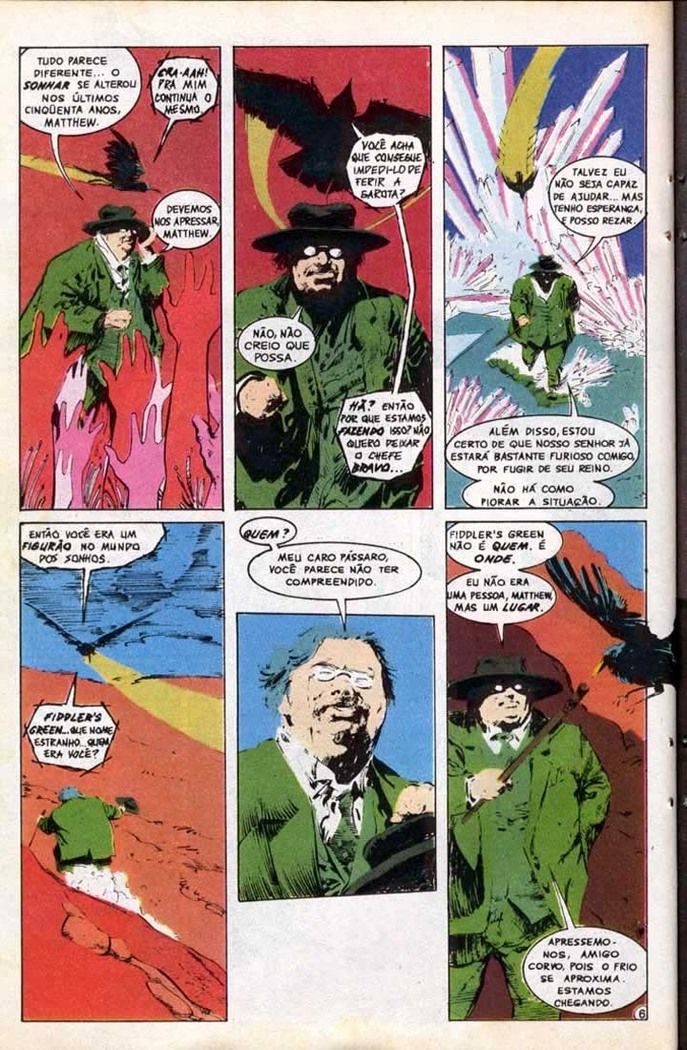 TUDO PARECE
DIFERENTE... O
SONHAR SE ALTEROU
NOS ÚLTIMOS
CINQÜENTA ANOS,
MATTHEW.
CRA-AAH!
PRA MIM
CONTINUA O
MESMO.
DEVEMOS
NOS APRESSAR,
MATTHEW.
VOCÊ ACHA
QUE CONSEGUE
IMPEDI-LO DE
FERIR A
GAROTA?
NÃO, NÃO
CREIO QUE
POSSA.
HÃ? ENTÃO
POR QUE ESTAMOS
FAZENDO ISSO? NÃO
QUERO DEIXAR
O CHEFE
BRAVO...
TALVEZ EU
NÃO SEJA CAPAZ
DE AJUDAR... MAS
TENHO ESPERANÇA,
E POSSO REZAR.
ALÉM DISSO, ESTOU
CERTO DE QUE NOSSO SENHOR JÁ
ESTARÁ BASTANTE FURIOSO COMIGO,
POR FUGIR DE SEU REINO.
NÃO HÁ COMO
PIORAR A
SITUAÇÃO.
ENTÃO VOCÊ ERA UM
FIGURÃO NO MUNDO
DOS SONHOS.
FIDDLER'S
GREEN... QUE NOME
ESTRANHO... QUEM
ERA VOCÊ?
QUEM?
MEU CARO PÁSSARO,
VOCÊ PARECE NÃO TER
COMPREENDIDO.
FIDDLER'S GREEN
NÃO É QUEM. É
ONDE.
EU NÃO ERA
UMA PESSOA, MATTHEW,
MAS UM LUGAR.
APRESSEMO-
NOS, AMIGO
CORVO, POIS O FRIO
SE APROXIMA.
ESTAMOS
CHEGANDO.
6